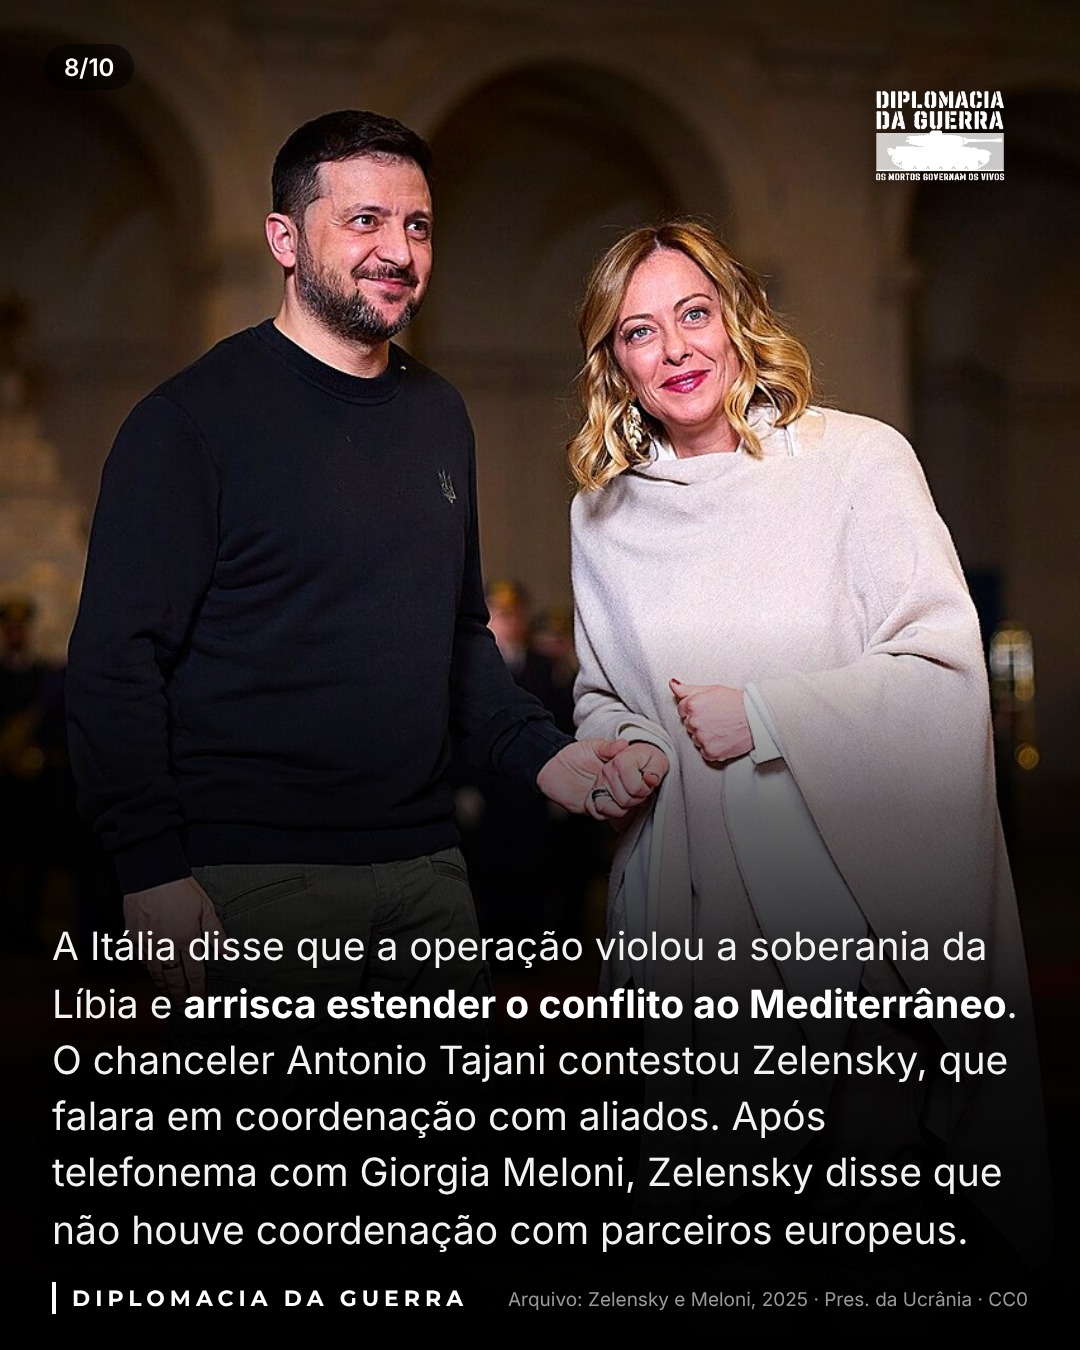 8/10
DIPLOMACIA
DA GUERRA
OS MORTOS GOVERNAM OS VIVOS
A Itália disse que a operação violou a soberania da
Líbia e arrisca estender o conflito ao Mediterrâneo.
O chanceler Antonio Tajani contestou Zelensky, que
falara em coordenação com aliados. Após
telefonema com Giorgia Meloni, Zelensky disse que
não houve coordenação com parceiros europeus.
DIPLOMACIA DA GUERRA
Arquivo: Zelensky e Meloni, 2025 · Pres. da Ucrânia · CC0